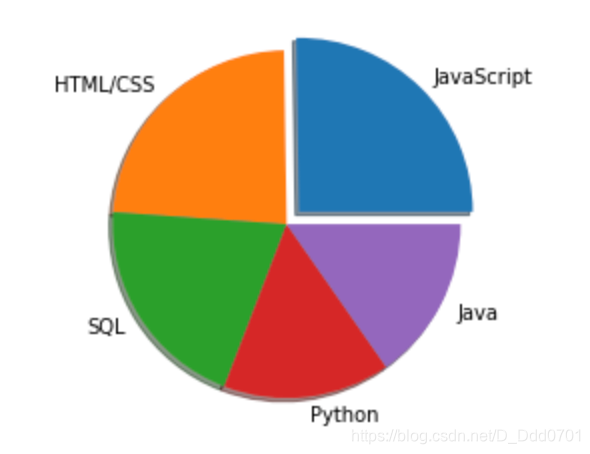 HTML/CSS
JavaScript
SQL
Java
Python
https://blog.csdn.net/D_Ddd0701